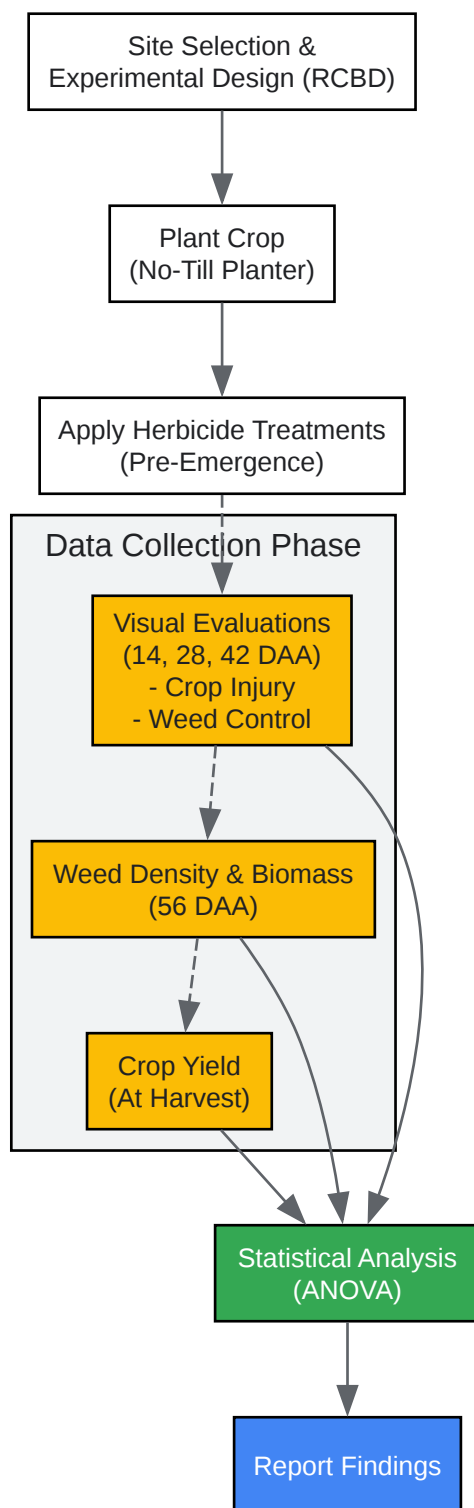 Site Selection &
Experimental Design (RCBD)
Plant Crop
(No-Till Planter)
Apply Herbicide Treatments
(Pre-Emergence)
Data Collection Phase
Visual Evaluations
(14, 28, 42 DAA)
- Crop Injury
- Weed Control
Weed Density & Biomass
(56 DAA)
Crop Yield
(At Harvest)
Statistical Analysis
(ANOVA)
Report Findings